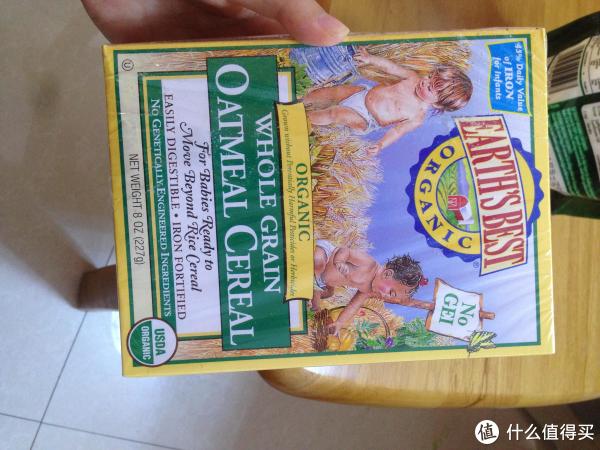 45% Daily Value
of IRON
for Infants
EARTH'S BEST
ORGANIC
®
No
GEI
ORGANIC
Grown without Potentially Harmful Pesticides or Herbicides
WHOLE GRAIN
OATMEAL CEREAL
For Babies Ready to
Move Beyond Rice Cereal
EASILY DIGESTIBLE • IRON FORTIFIED
NO GENETICALLY ENGINEERED INGREDIENTS
NET WEIGHT 8 OZ (227g)
USDA
ORGANIC
U
值 什么值得买